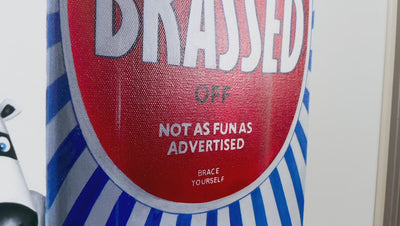 BRASSED
OFF
NOT AS FUN AS
ADVERTISED
BRACE
YOURSELF